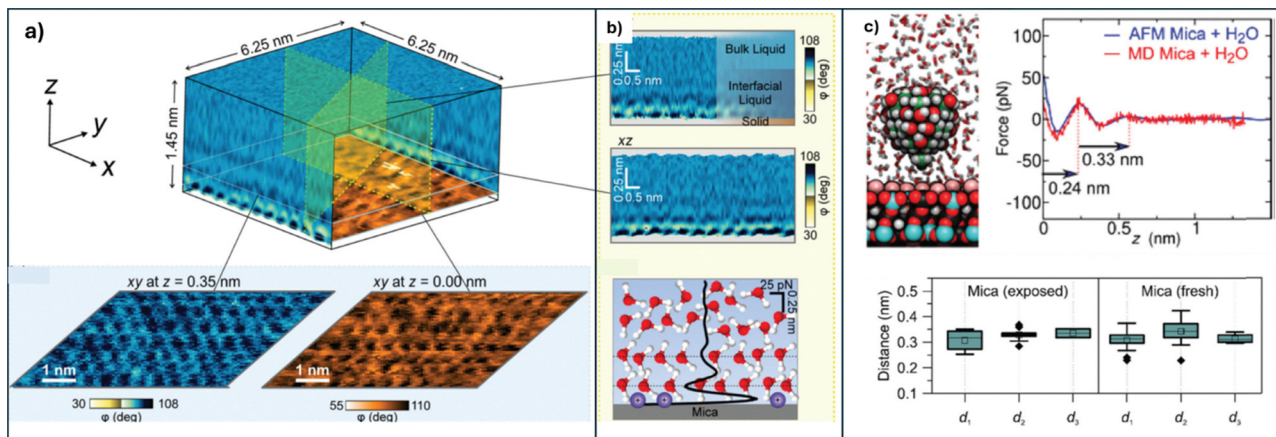 a)
6.25 nm
6.25 nm
z
y
x
1.45 nm
xy at z = 0.35 nm
xy at z = 0.00 nm
1 nm
1 nm
30
108
φ (deg)
55
110
φ (deg)
b)
0.25 nm
0.5 nm
Bulk Liquid
Interfacial
Liquid
Solid
108
φ (deg)
30
xz
0.25 nm
0.5 nm
108
φ (deg)
30
25 pN
0.25 nm
Mica
c)
AFM Mica + H2O
MD Mica + H2O
Force (pN)
100
50
0
-50
-100
0.33 nm
0.24 nm
0
0.5
1
z (nm)
Distance (nm)
0.5
0.4
0.3
0.2
0.1
Mica (exposed)
Mica (fresh)
d1
d2
d3
d1
d2
d3